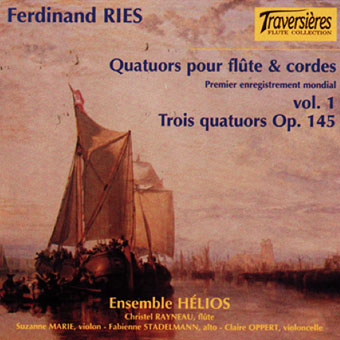 Ferdinand RIES
Traversières
FLUTE COLLECTION
Quatuors pour flûte & cordes
Premier enregistrement mondial
vol. 1
Trois quatuors Op. 145
Ensemble HÉLIOS
Christel RAYNEAU, flûte
Suzanne MARIE, violon - Fabienne STADELMANN, alto - Claire OPPERT, violoncelle